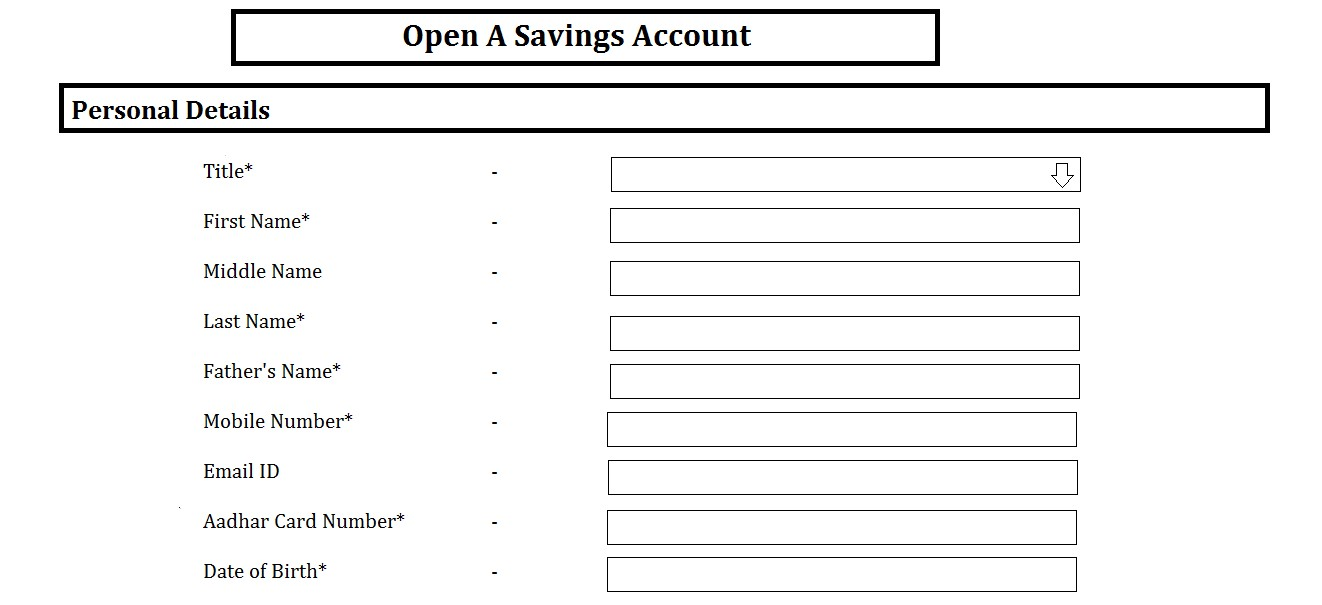 Open A Savings Account
Personal Details
Title* -
First Name* -
Middle Name -
Last Name* -
Father's Name* -
Mobile Number* -
Email ID -
Aadhar Card Number* -
Date of Birth* -